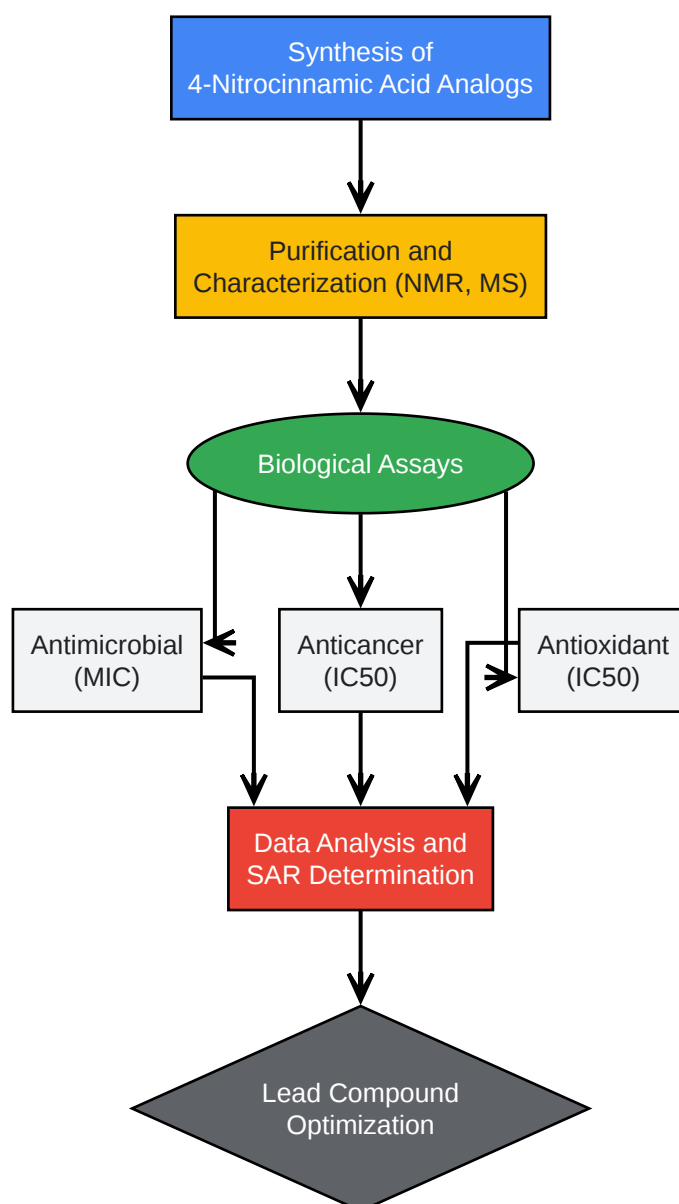 Synthesis of
4-Nitrocinnamic Acid Analogs
Purification and
Characterization (NMR, MS)
Biological Assays
Antimicrobial
(MIC)
Anticancer
(IC50)
Antioxidant
(IC50)
Data Analysis and
SAR Determination
Lead Compound
Optimization